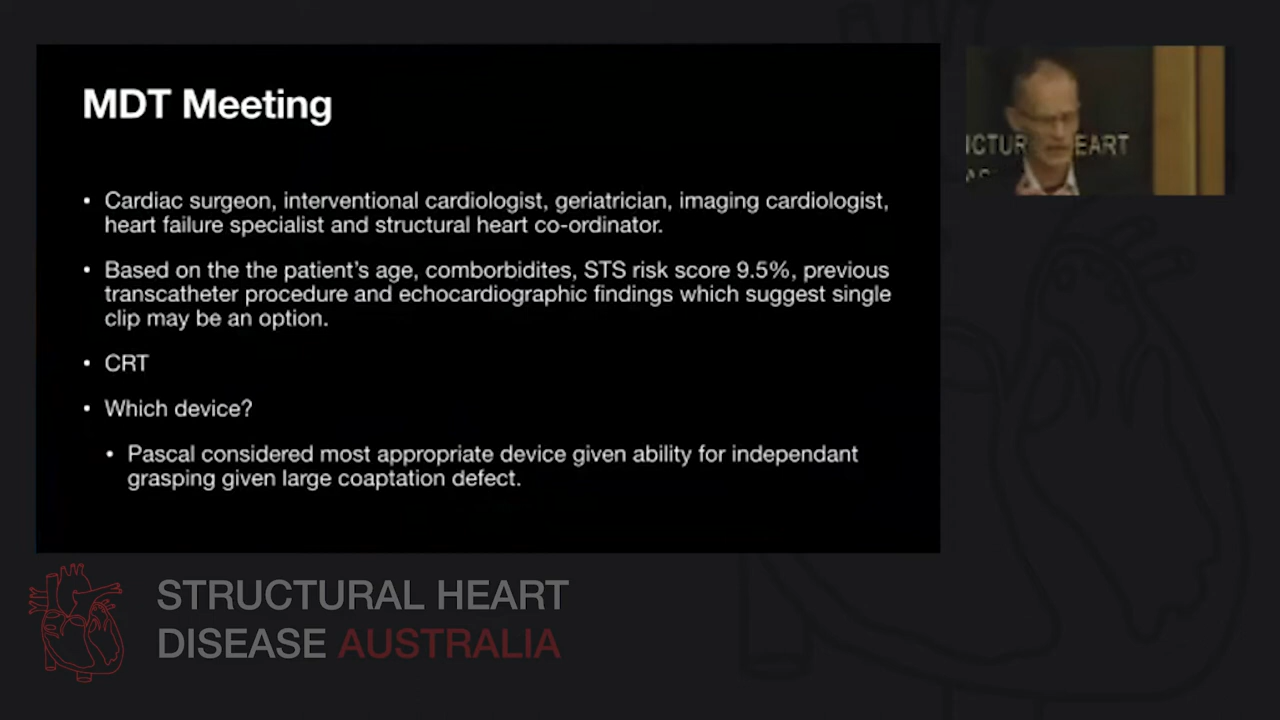 MDT Meeting
• Cardiac surgeon, interventional cardiologist, geriatrician, imaging cardiologist,
heart failure specialist and structural heart co-ordinator.
• Based on the the patient's age, comborbidites, STS risk score 9.5%, previous
transcatheter procedure and echocardiographic findings which suggest single
clip may be an option.
• CRT
• Which device?
• Pascal considered most appropriate device given ability for independant
grasping given large coaptation defect.
ICTUR EART
STRUCTURAL HEART
DISEASE AUSTRALIA